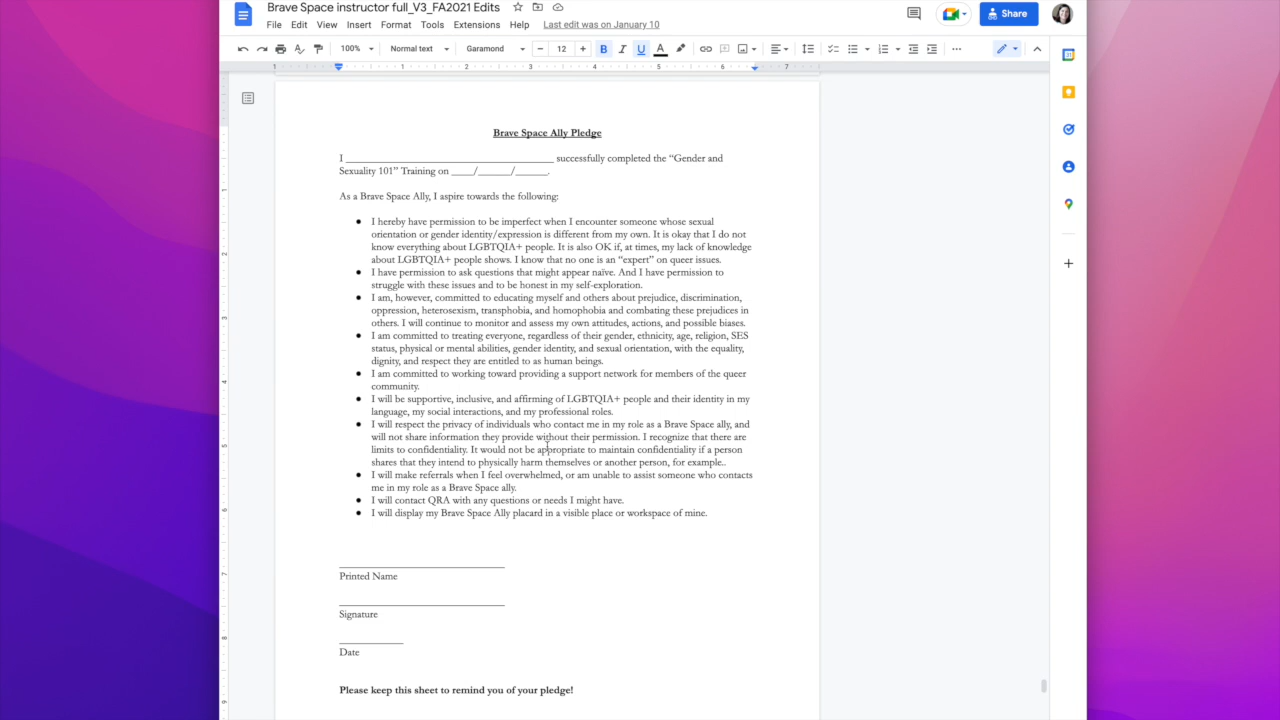 Brave Space instructor full_V3_FA2021 Edits
File Edit View Insert Format Tools Extensions Help Last edit was on January 10
Share
100% Normal text Garamond 12 B I U A
1 1 2 3 4 5 6 7
Brave Space Ally Pledge
I ________________________________ successfully completed the “Gender and
Sexuality 101” Training on ____/______/______.
As a Brave Space Ally, I aspire towards the following:
● I hereby have permission to be imperfect when I encounter someone whose sexual
orientation or gender identity/expression is different from my own. It is okay that I do not
know everything about LGBTQIA+ people. It is also OK if, at times, my lack of knowledge
about LGBTQIA+ people shows. I know that no one is an “expert” on queer issues.
● I have permission to ask questions that might appear naïve. And I have permission to
struggle with these issues and to be honest in my self-exploration.
● I am, however, committed to educating myself and others about prejudice, discrimination,
oppression, heterosexism, transphobia, and homophobia and combating these prejudices in
others. I will continue to monitor and assess my own attitudes, actions, and possible biases.
● I am committed to treating everyone, regardless of their gender, ethnicity, age, religion, SES
status, physical or mental abilities, gender identity, and sexual orientation, with the equality,
dignity, and respect they are entitled to as human beings.
● I am committed to working toward providing a support network for members of the queer
community.
● I will be supportive, inclusive, and affirming of LGBTQIA+ people and their identity in my
language, my social interactions, and my professional roles.
● I will respect the privacy of individuals who contact me in my role as a Brave Space ally, and
will not share information they provide without their permission. I recognize that there are
limits to confidentiality. It would not be appropriate to maintain confidentiality if a person
shares that they intend to physically harm themselves or another person, for example..
● I will make referrals when I feel overwhelmed, or am unable to assist someone who contacts
me in my role as a Brave Space ally.
● I will contact QRA with any questions or needs I might have.
● I will display my Brave Space Ally placard in a visible place or workspace of mine.
Printed Name
Signature
Date
Please keep this sheet to remind you of your pledge!